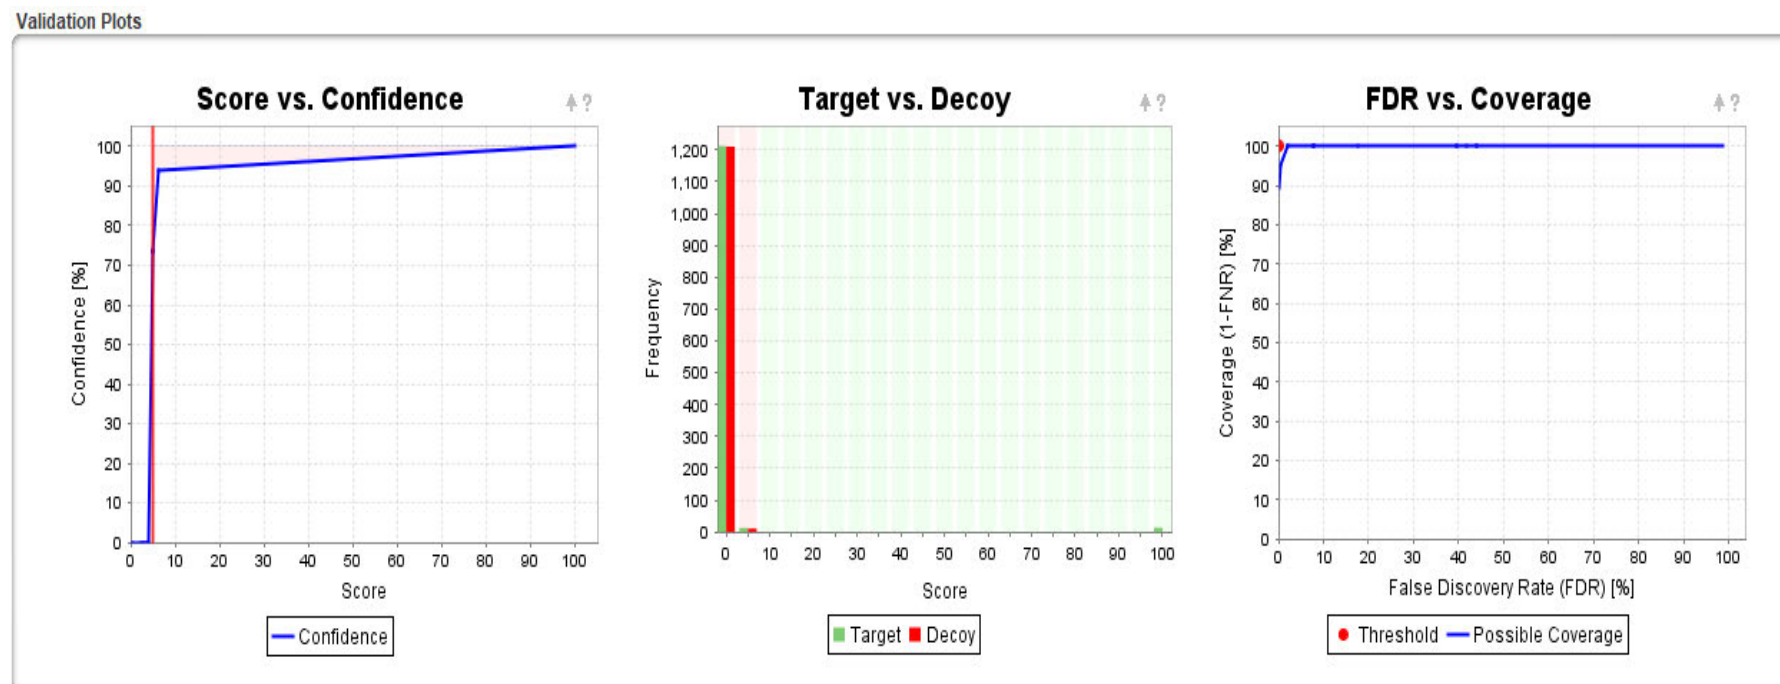 Validation Plots
Score vs. Confidence
?
Confidence [%]
100
90
80
70
60
50
40
30
20
10
0
0 10 20 30 40 50 60 70 80 90 100
Score
Confidence
Target vs. Decoy
?
Frequency
1,200
1,100
1,000
900
800
700
600
500
400
300
200
100
0
0 10 20 30 40 50 60 70 80 90 100
Score
Target Decoy
FDR vs. Coverage
?
Coverage (1-FNR) [%]
100
90
80
70
60
50
40
30
20
10
0
0 10 20 30 40 50 60 70 80 90 100
False Discovery Rate (FDR) [%]
Threshold Possible Coverage